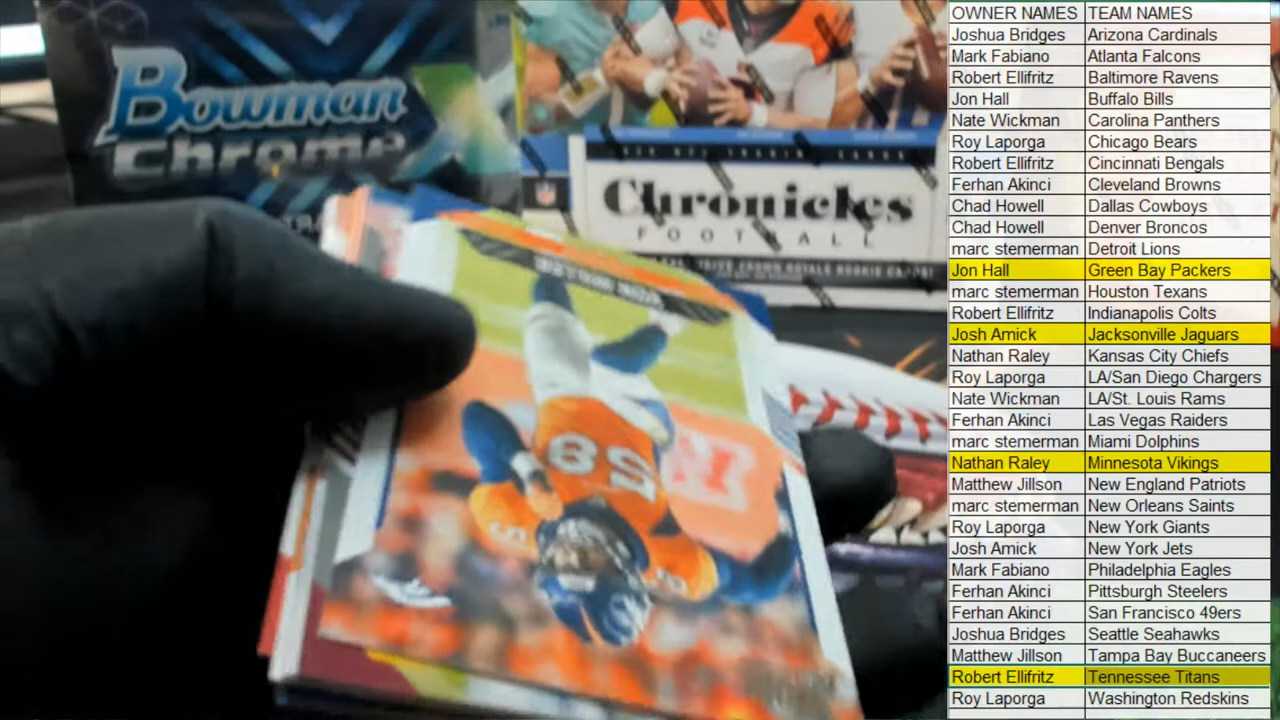 Bowman
Chrome
Chronicles
FOOTBALL
VON MILLER
58
OWNER NAMES TEAM NAMES
Joshua Bridges Arizona Cardinals
Mark Fabiano Atlanta Falcons
Robert Ellifritz Baltimore Ravens
Jon Hall Buffalo Bills
Nate Wickman Carolina Panthers
Roy Laporga Chicago Bears
Robert Ellifritz Cincinnati Bengals
Ferhan Akinci Cleveland Browns
Chad Howell Dallas Cowboys
Chad Howell Denver Broncos
marc stemerman Detroit Lions
Jon Hall Green Bay Packers
marc stemerman Houston Texans
Robert Ellifritz Indianapolis Colts
Josh Amick Jacksonville Jaguars
Nathan Raley Kansas City Chiefs
Roy Laporga LA/San Diego Chargers
Nate Wickman LA/St. Louis Rams
Ferhan Akinci Las Vegas Raiders
marc stemerman Miami Dolphins
Nathan Raley Minnesota Vikings
Matthew Jillson New England Patriots
marc stemerman New Orleans Saints
Roy Laporga New York Giants
Josh Amick New York Jets
Mark Fabiano Philadelphia Eagles
Ferhan Akinci Pittsburgh Steelers
Ferhan Akinci San Francisco 49ers
Joshua Bridges Seattle Seahawks
Matthew Jillson Tampa Bay Buccaneers
Robert Ellifritz Tennessee Titans
Roy Laporga Washington Redskins